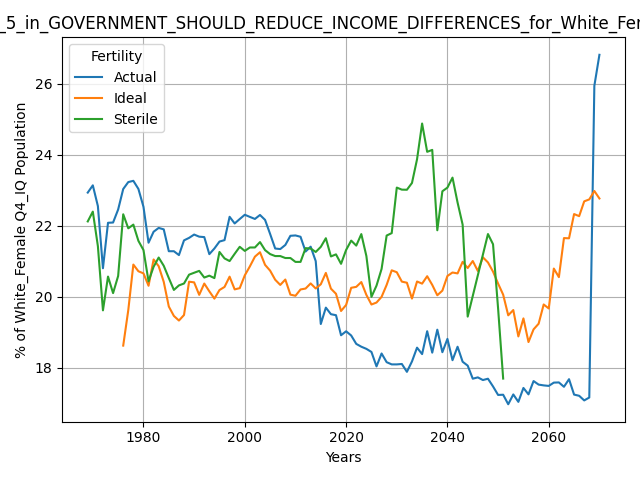 _5_in_GOVERNMENT_SHOULD_REDUCE_INCOME_DIFFERENCES_for_White_Fe
Fertility
Actual
Ideal
Sterile
26
24
22
20
18
% of White_Female Q4_IQ Population
1980
2000
2020
2040
2060
Years